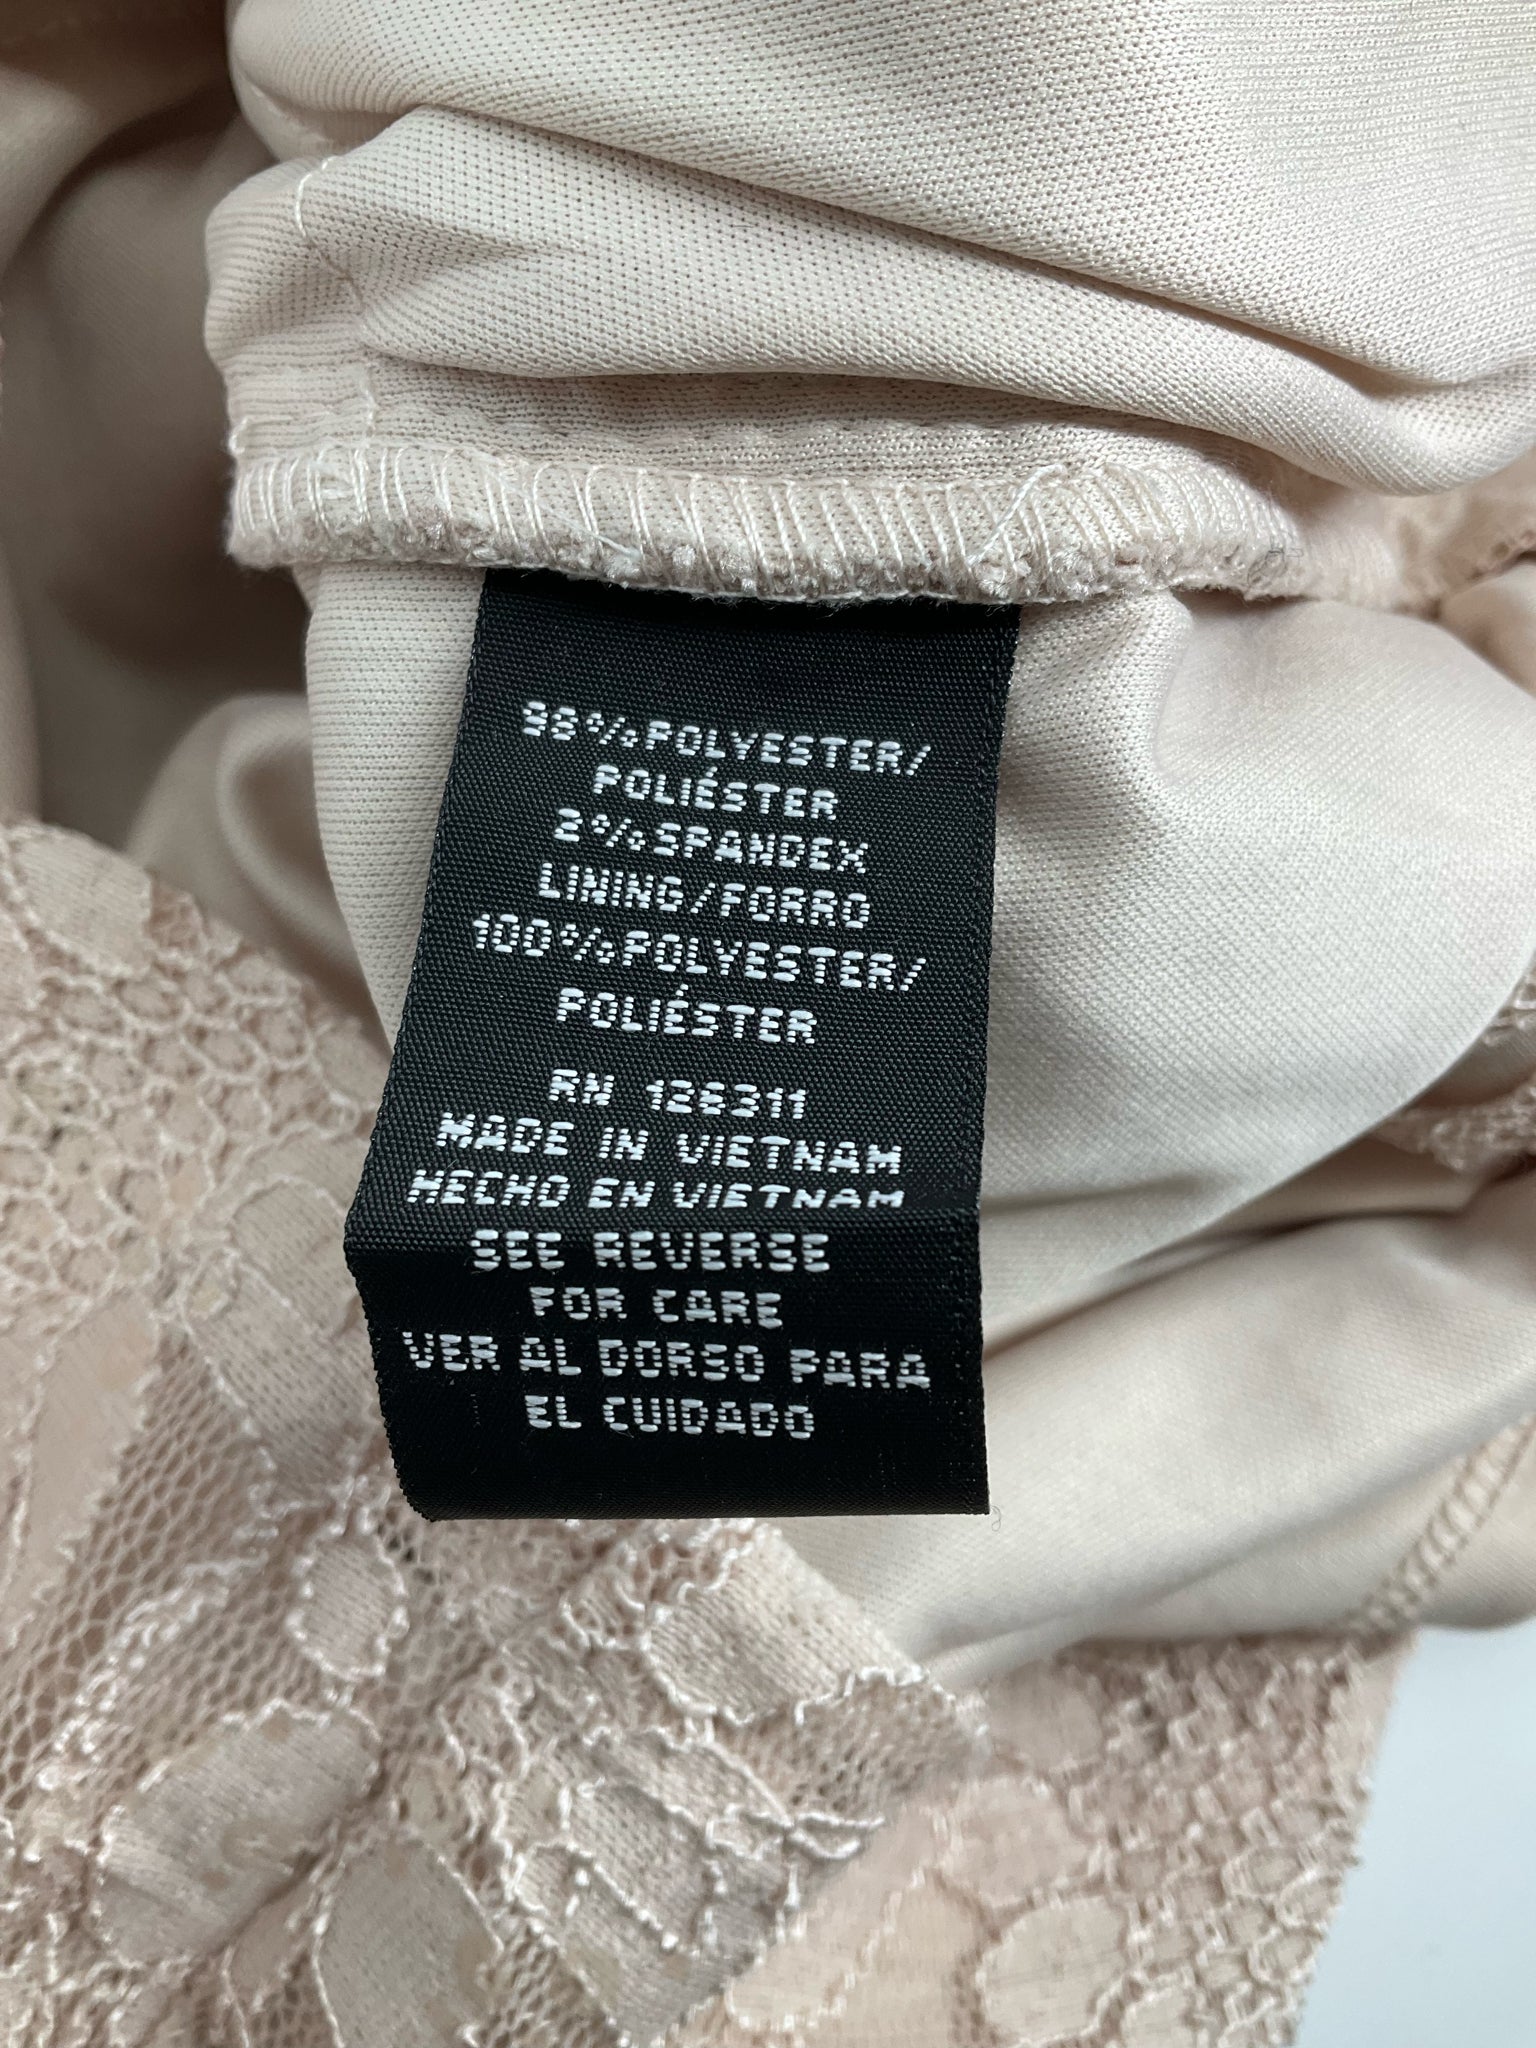 98%POLYESTER/
POLIÉSTER
2%SPANDEX
LINING/FORRO
100%POLYESTER/
POLIÉSTER
RN 126311
MADE IN VIETNAM
HECHO EN VIETNAM
SEE REVERSE
FOR CARE
VER AL DORSO PARA
EL CUIDADO